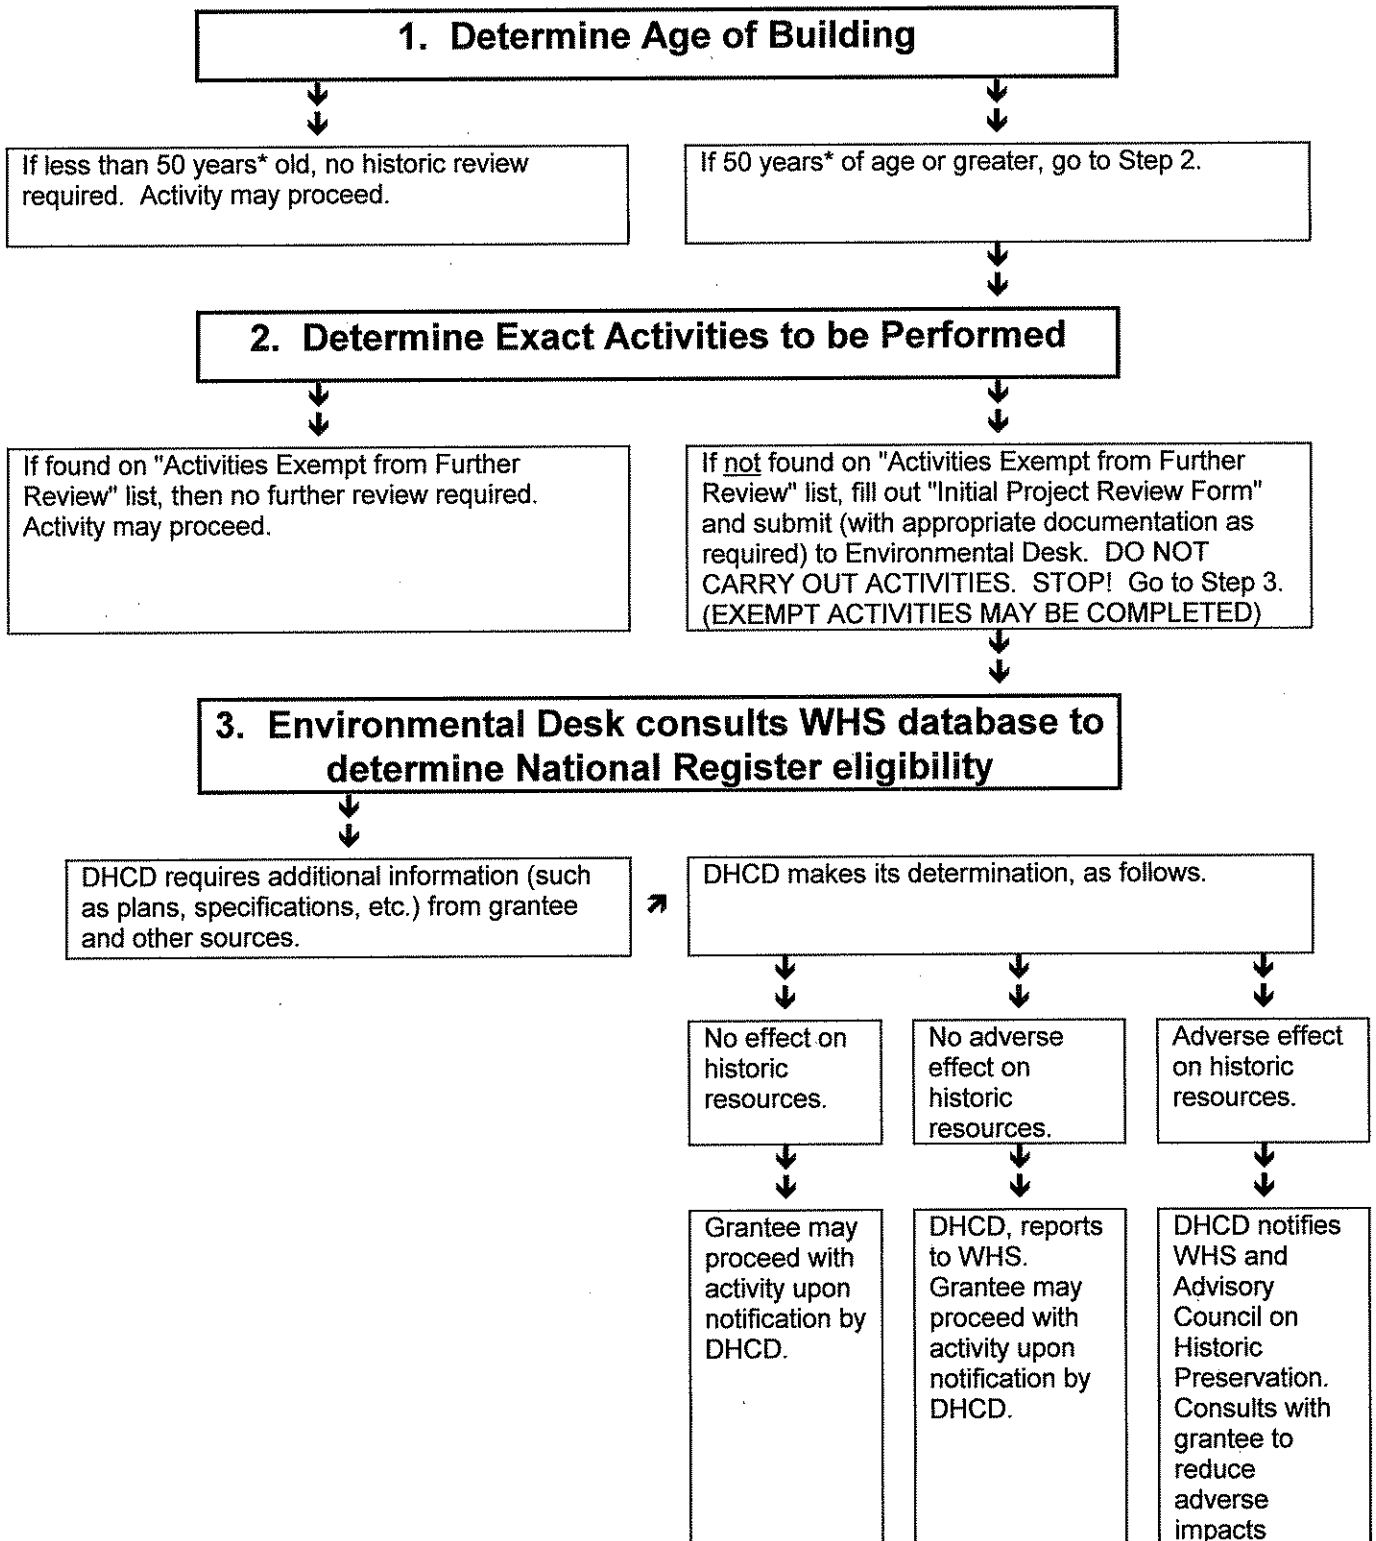 1. Determine Age of Building
If less than 50 years* old, no historic review
required. Activity may proceed.
If 50 years* of age or greater, go to Step 2.
2. Determine Exact Activities to be Performed
If found on "Activities Exempt from Further
Review" list, then no further review required.
Activity may proceed.
If not found on "Activities Exempt from Further
Review" list, fill out "Initial Project Review Form"
and submit (with appropriate documentation as
required) to Environmental Desk. DO NOT
CARRY OUT ACTIVITIES. STOP! Go to Step 3.
(EXEMPT ACTIVITIES MAY BE COMPLETED)
3. Environmental Desk consults WHS database to
determine National Register eligibility
DHCD requires additional information (such
as plans, specifications, etc.) from grantee
and other sources.
DHCD makes its determination, as follows.
No effect on
historic
resources.
No adverse
effect on
historic
resources.
Adverse effect
on historic
resources.
Grantee may
proceed with
activity upon
notification by
DHCD.
DHCD, reports
to WHS.
Grantee may
proceed with
activity upon
notification by
DHCD.
DHCD notifies
WHS and
Advisory
Council on
Historic
Preservation.
Consults with
grantee to
reduce
adverse
impacts